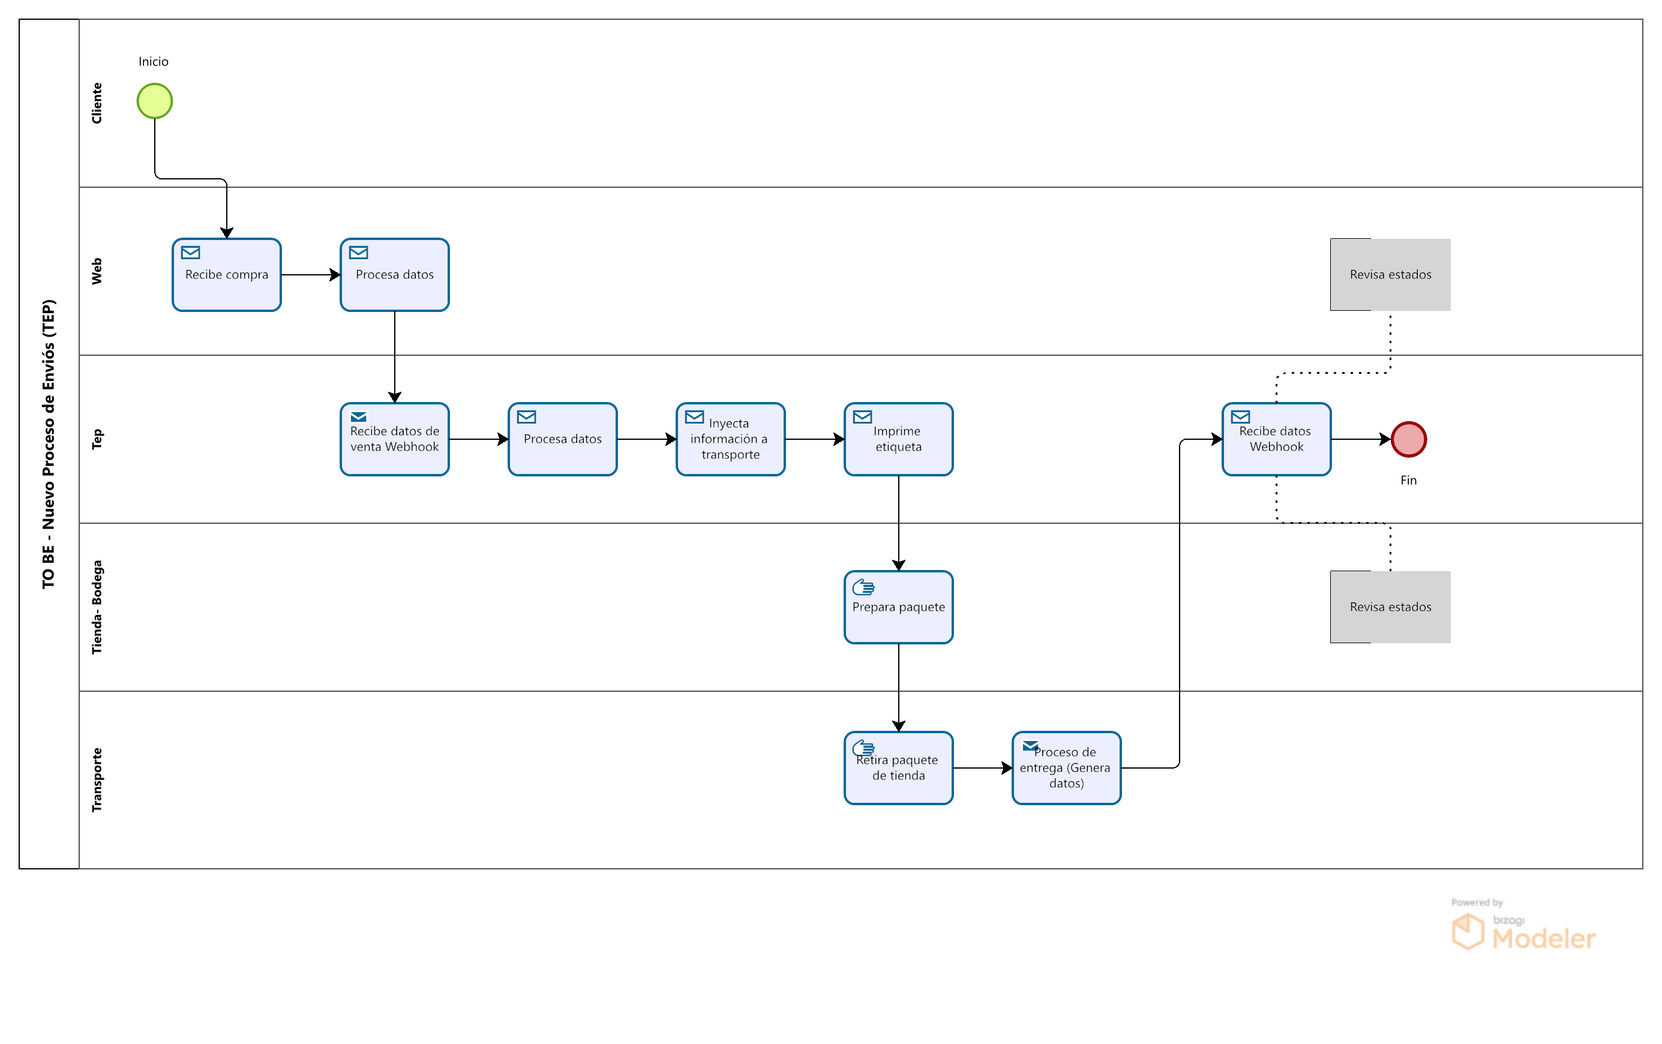 TO BE - Nuevo Proceso de Enviós (TEP)
Cliente
Inicio
Web
Recibe compra
Procesa datos
Revisa estados
Tep
Recibe datos de
venta Webhook
Procesa datos
Inyecta
información a
transporte
Imprime
etiqueta
Recibe datos
Webhook
Fin
Tienda- Bodega
Prepara paquete
Revisa estados
Transporte
Retira paquete
de tienda
Proceso de
entrega (Genera
datos)
Powered by
bizagi
Modeler